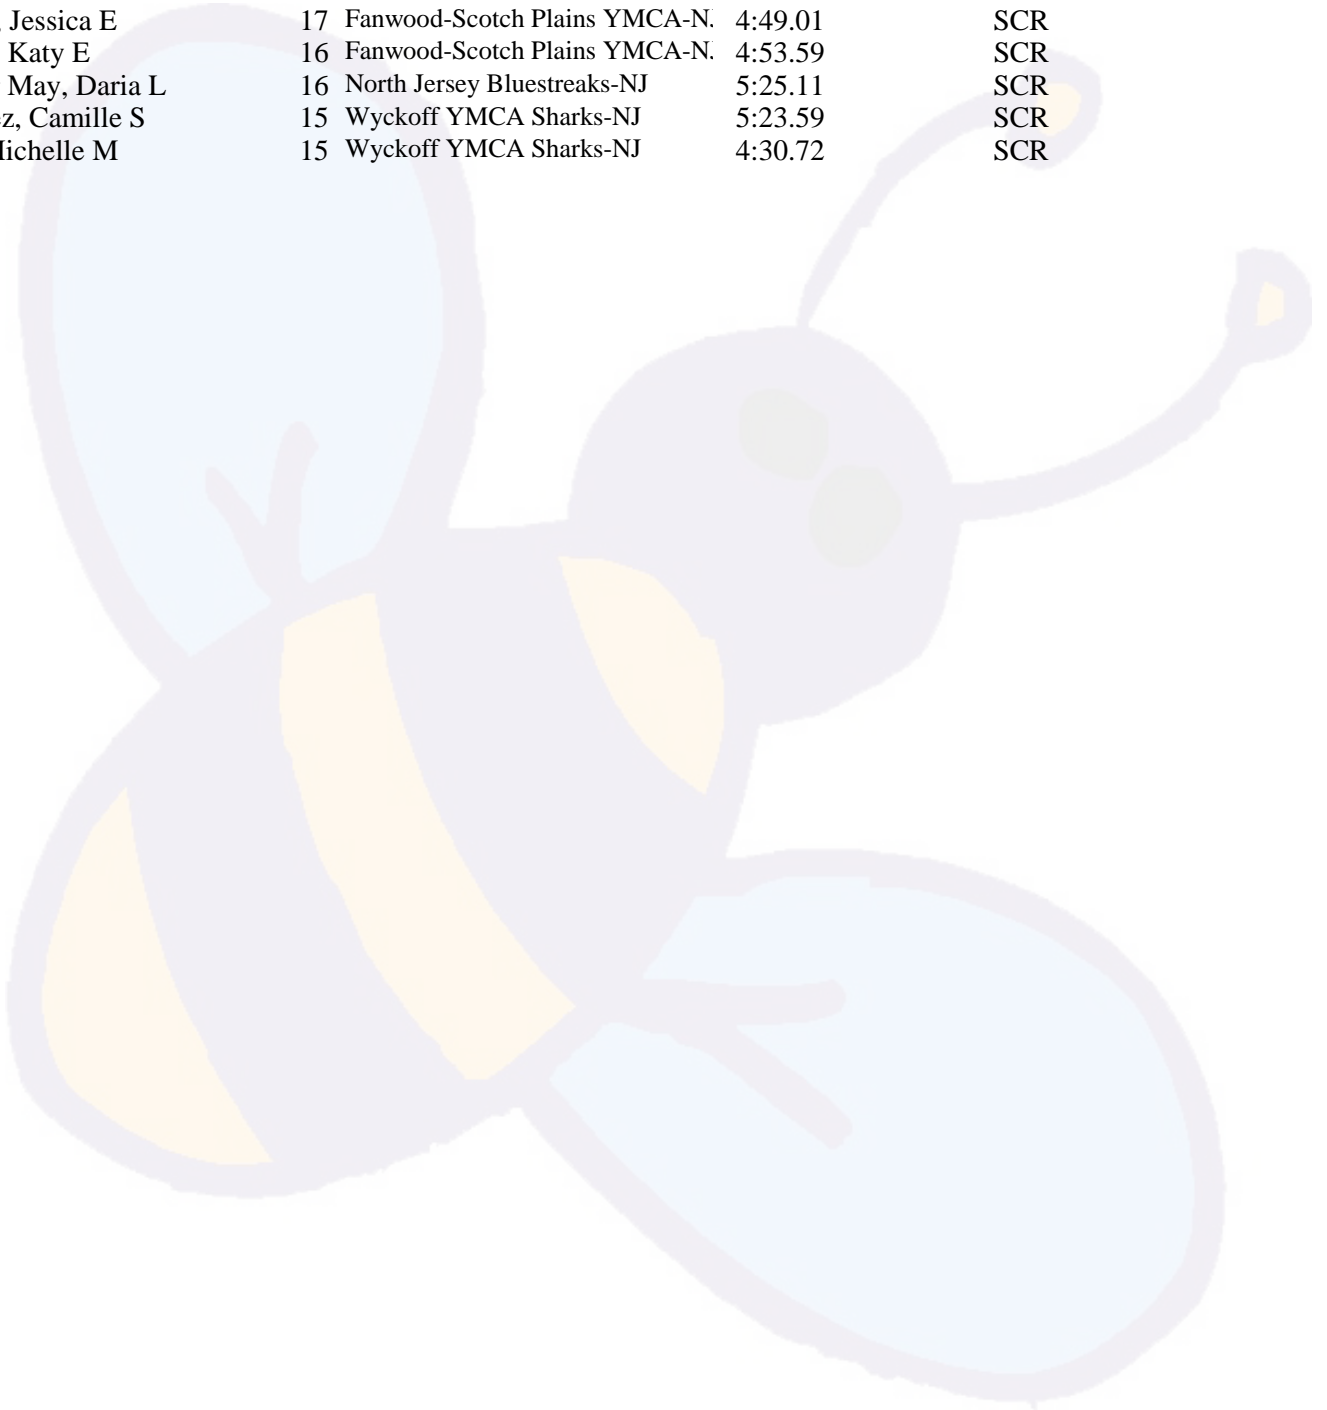 Jessica E 17 Fanwood-Scotch Plains YMCA-N 4:49.01 SCR
Katy E 16 Fanwood-Scotch Plains YMCA-N 4:53.59 SCR
May, Daria L 16 North Jersey Bluestreaks-NJ 5:25.11 SCR
ez, Camille S 15 Wyckoff YMCA Sharks-NJ 5:23.59 SCR
Michelle M 15 Wyckoff YMCA Sharks-NJ 4:30.72 SCR